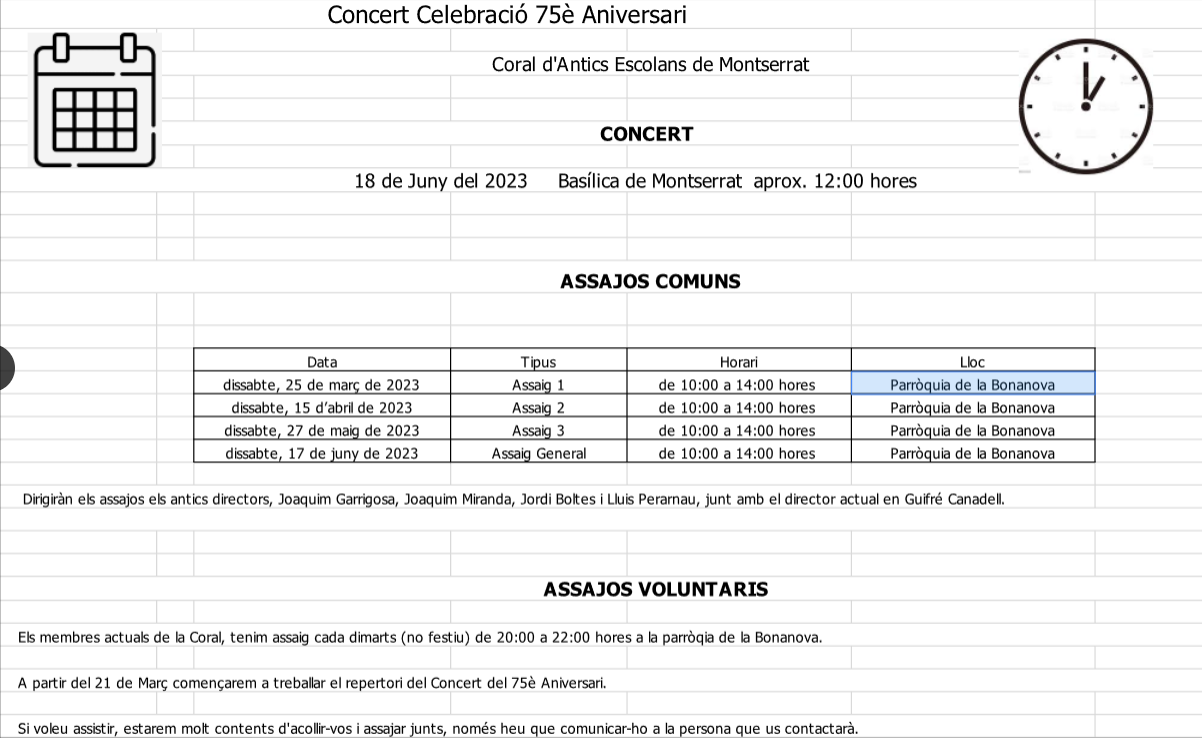 Concert Celebració 75è Aniversari
Coral d'Antics Escolans de Montserrat
CONCERT
18 de Juny del 2023 Basílica de Montserrat aprox. 12:00 hores
ASSAJOS COMUNS
Data Tipus Horari Lloc
dissabte, 25 de març de 2023 Assaig 1 de 10:00 a 14:00 hores Parròquia de la Bonanova
dissabte, 15 d’abril de 2023 Assaig 2 de 10:00 a 14:00 hores Parròquia de la Bonanova
dissabte, 27 de maig de 2023 Assaig 3 de 10:00 a 14:00 hores Parròquia de la Bonanova
dissabte, 17 de juny de 2023 Assaig General de 10:00 a 14:00 hores Parròquia de la Bonanova
Dirigiràn els assajos els antics directors, Joaquim Garrigosa, Joaquim Miranda, Jordi Boltes i Lluis Perarnau, junt amb el director actual en Guifré Canadell.
ASSAJOS VOLUNTARIS
Els membres actuals de la Coral, tenim assaig cada dimarts (no festiu) de 20:00 a 22:00 hores a la parròqia de la Bonanova.
A partir del 21 de Març començarem a treballar el repertori del Concert del 75è Aniversari.
Si voleu assistir, estarem molt contents d'acollir-vos i assajar junts, només heu que comunicar-ho a la persona que us contactarà.